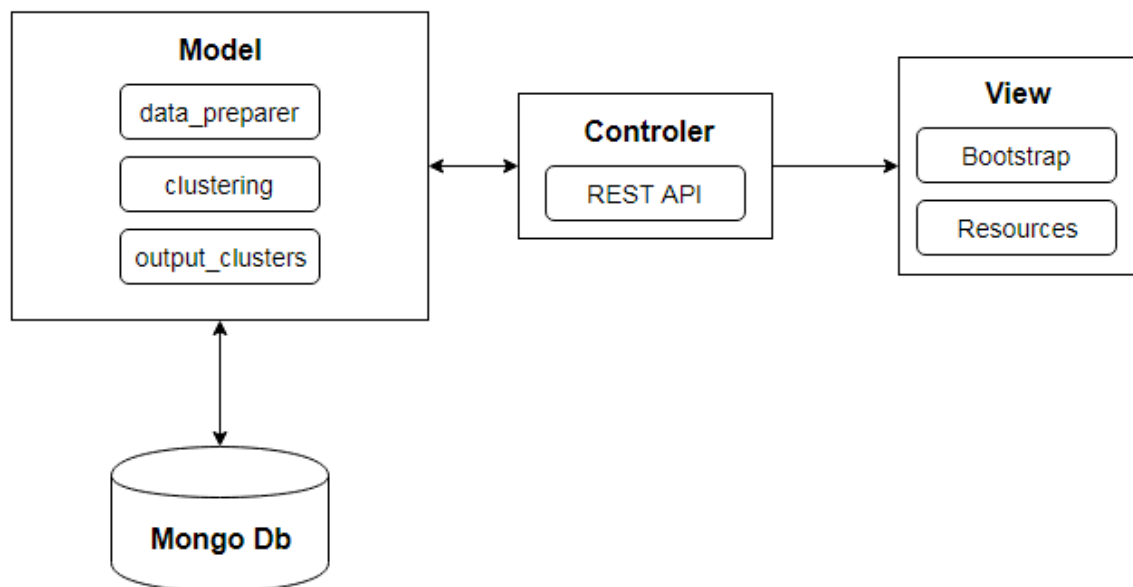 Model
data_preparer
clustering
output_clusters
Controler
REST API
View
Bootstrap
Resources
Mongo Db